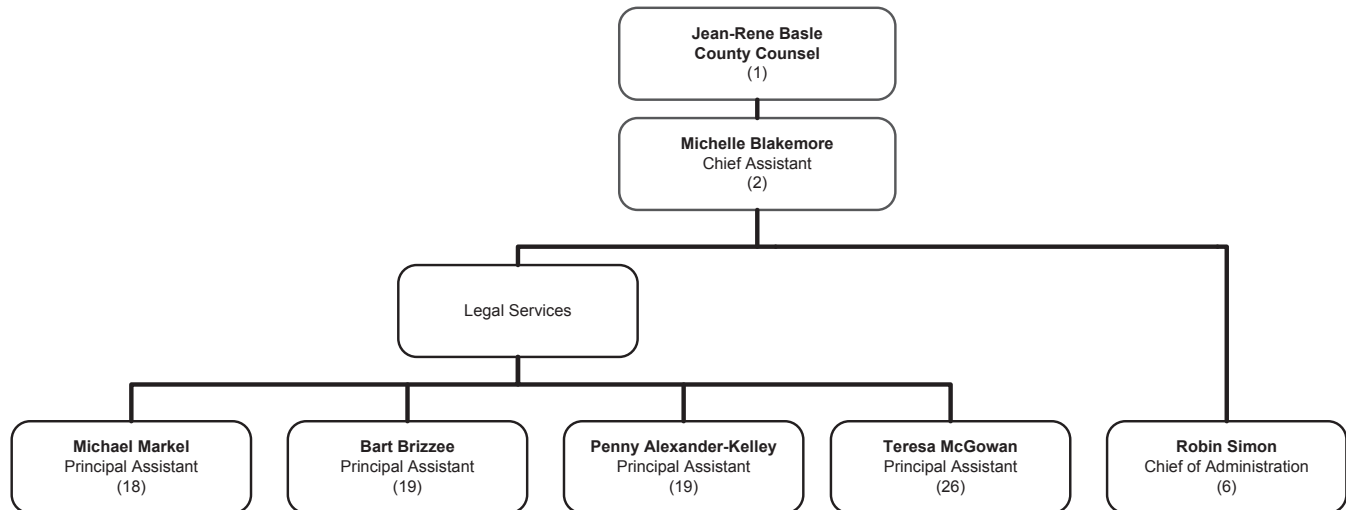 Jean-Rene Basle
County Counsel
(1)
Michelle Blakemore
Chief Assistant
(2)
Legal Services
Michael Markel
Principal Assistant
(18)
Bart Brizzee
Principal Assistant
(19)
Penny Alexander-Kelley
Principal Assistant
(19)
Teresa McGowan
Principal Assistant
(26)
Robin Simon
Chief of Administration
(6)